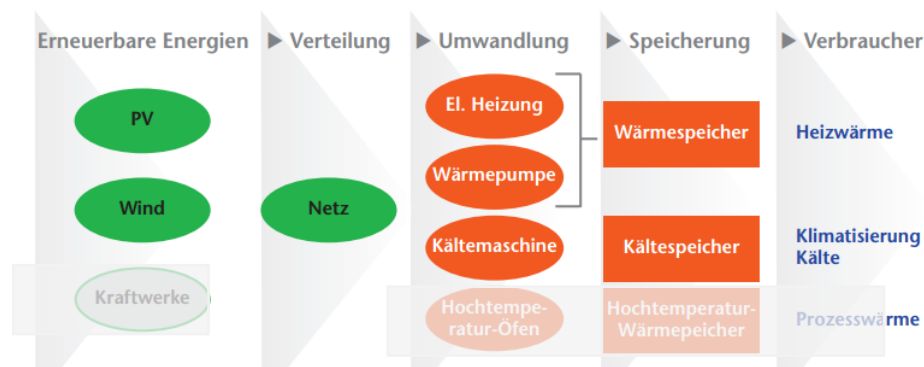 Erneuerbare Energien ▶ Verteilung ▶ Umwandlung ▶ Speicherung ▶ Verbraucher
PV
Wind
Kraftwerke
Netz
El. Heizung
Wärmepumpe
Kältemaschine
Hochtempe-
ratur-Öfen
Wärmespeicher
Kältespeicher
Hochtemperatur-
Wärmepeicher
Heizwärme
Klimatisierung
Kälte
Prozesswärme